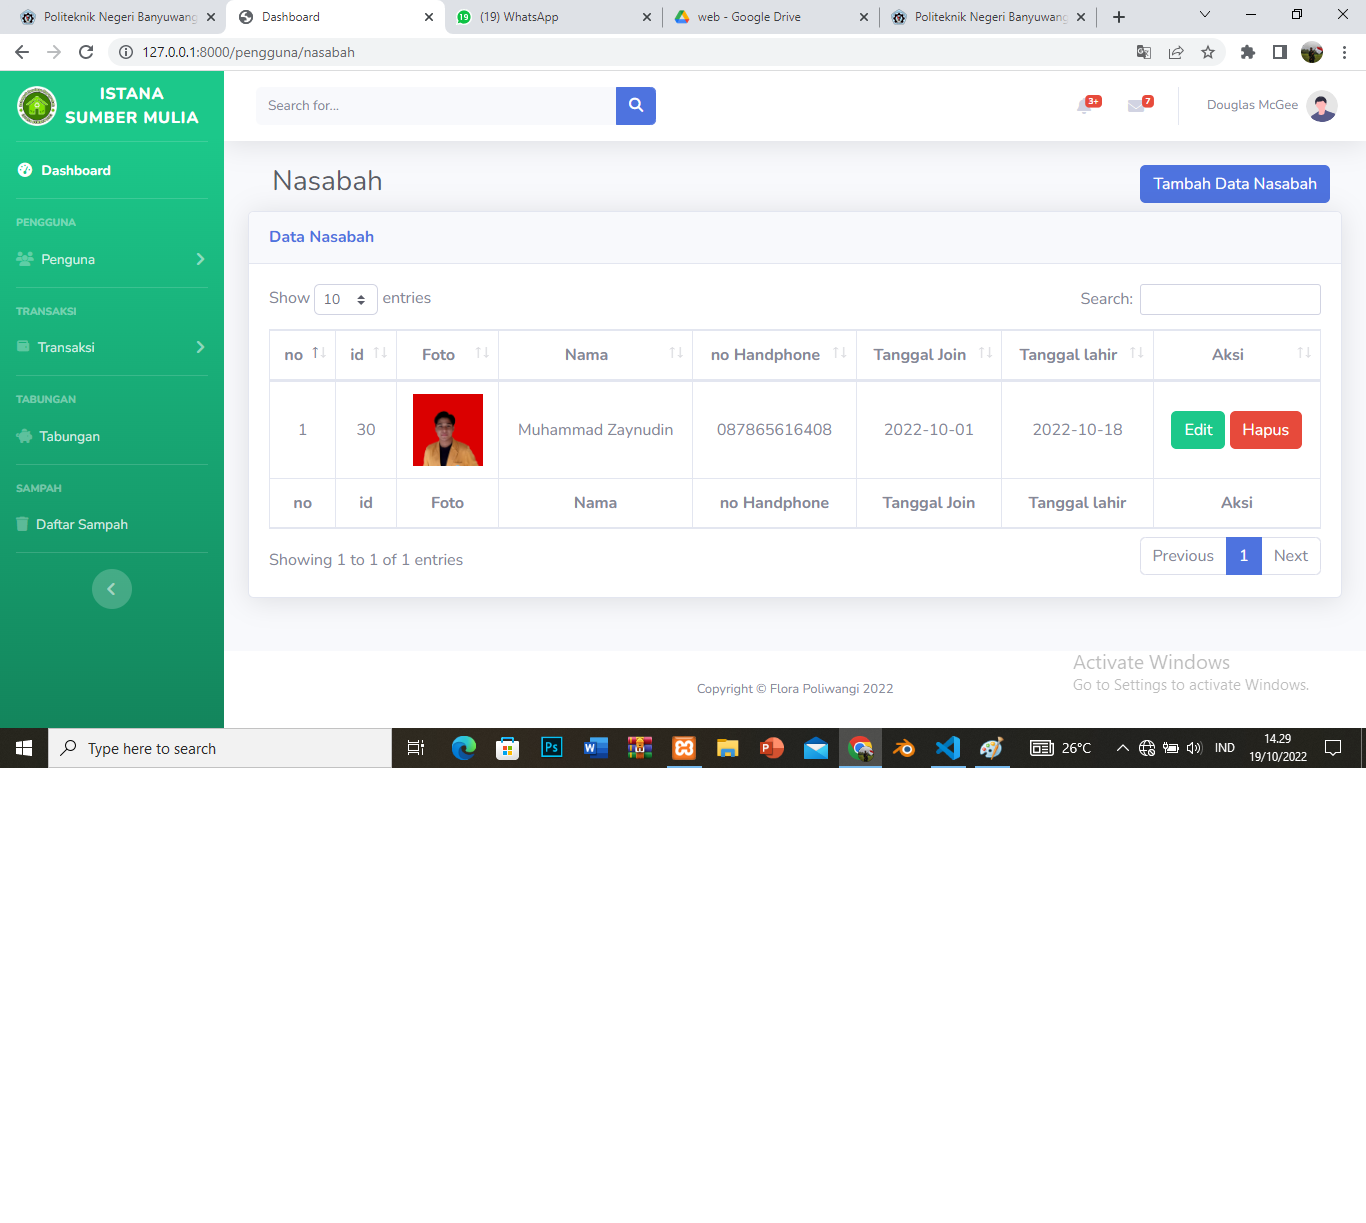 Politeknik Negeri Banyuwang
Dashboard
(19) WhatsApp
web - Google Drive
Politeknik Negeri Banyuwang
127.0.0.1:8000/pengguna/nasabah
ISTANA
SUMBER MULIA
Search for...
3+
7
Douglas McGee
Dashboard
PENGGUNA
Penguna
TRANSAKSI
Transaksi
TABUNGAN
Tabungan
SAMPAH
Daftar Sampah
Nasabah
Tambah Data Nasabah
Data Nasabah
Show 10 entries
Search:
no id Foto Nama no Handphone Tanggal Join Tanggal lahir Aksi
1 30 Muhammad Zaynudin 087865616408 2022-10-01 2022-10-18 Edit Hapus
no id Foto Nama no Handphone Tanggal Join Tanggal lahir Aksi
Showing 1 to 1 of 1 entries
Previous 1 Next
Activate Windows
Go to Settings to activate Windows.
Copyright © Flora Poliwangi 2022
Type here to search
26°C
IND
14.29
19/10/2022